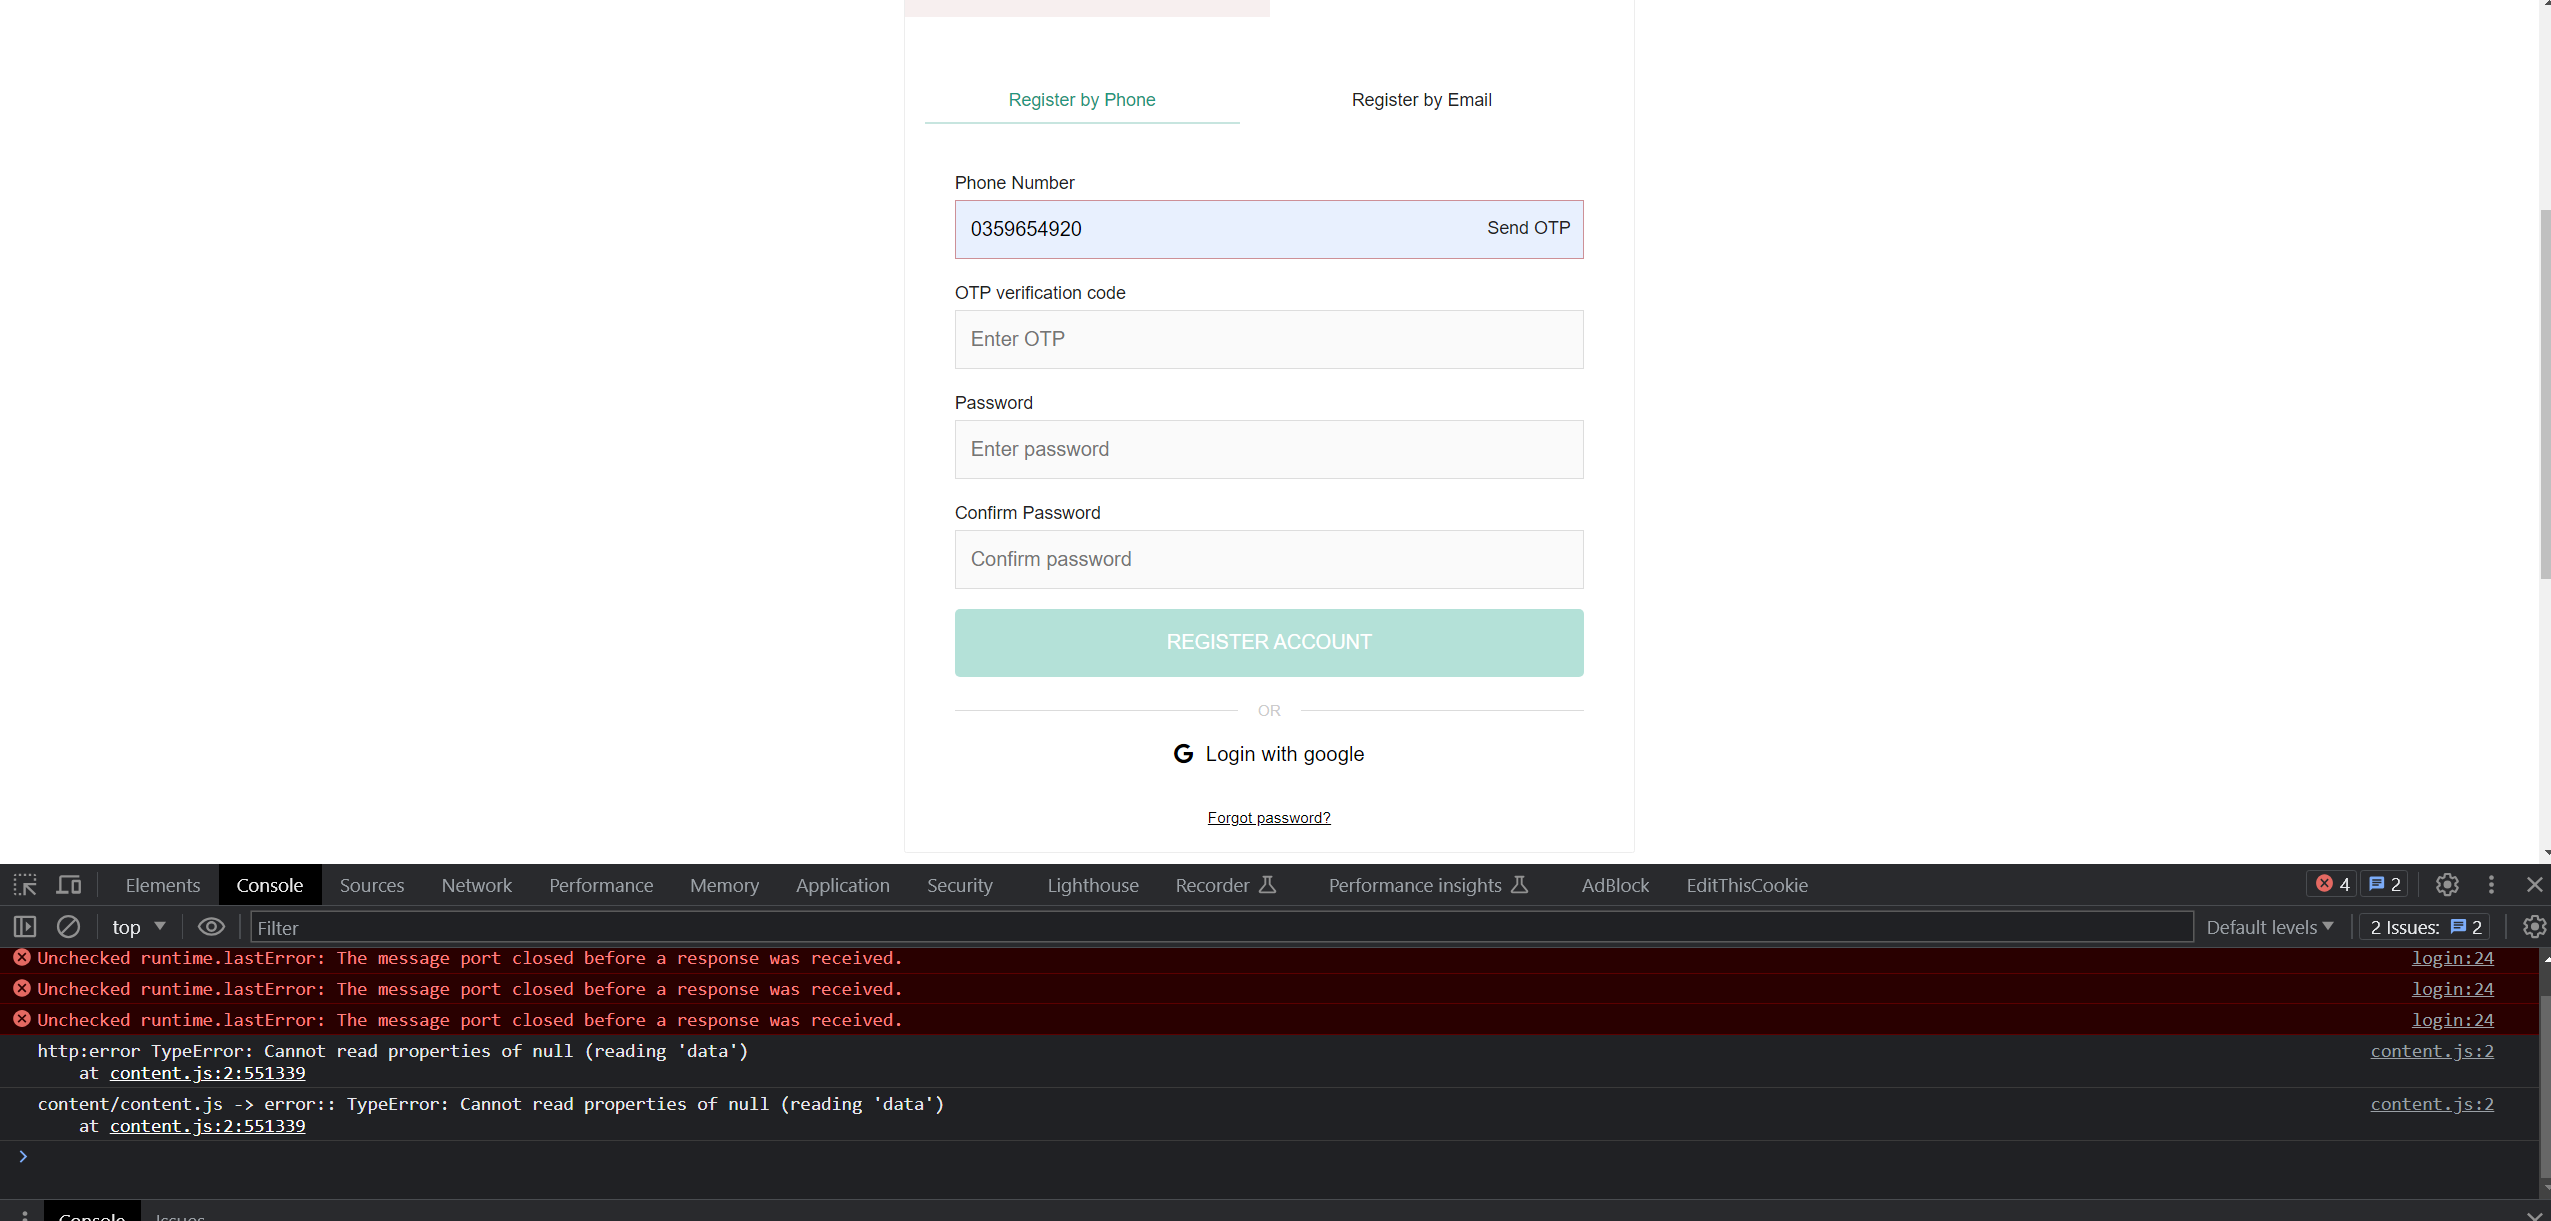 Register by Phone
Register by Email
Phone Number
0359654920
Send OTP
OTP verification code
Enter OTP
Password
Enter password
Confirm Password
Confirm password
REGISTER ACCOUNT
OR
Login with google
Forgot password?
Elements Console Sources Network Performance Memory Application Security Lighthouse Recorder Performance insights AdBlock EditThisCookie 4 2
top Filter Default levels 2 Issues: 2
Unchecked runtime.lastError: The message port closed before a response was received. login:24
Unchecked runtime.lastError: The message port closed before a response was received. login:24
Unchecked runtime.lastError: The message port closed before a response was received. login:24
http:error TypeError: Cannot read properties of null (reading 'data') content.js:2
at content.js:2:551339
content/content.js -> error:: TypeError: Cannot read properties of null (reading 'data') content.js:2
at content.js:2:551339
Console Issues